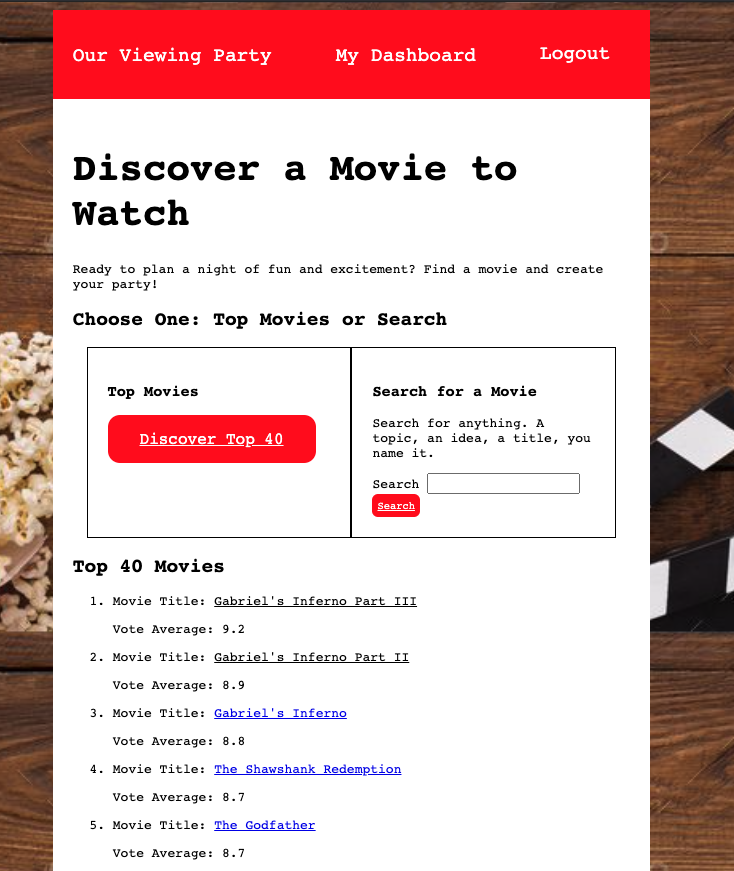 Our Viewing Party My Dashboard Logout
Discover a Movie to
Watch
Ready to plan a night of fun and excitement? Find a movie and create
your party!
Choose One: Top Movies or Search
Top Movies
Discover Top 40
Search for a Movie
Search for anything. A
topic, an idea, a title, you
name it.
Search
Search
Top 40 Movies
1. Movie Title: Gabriel's Inferno Part III
Vote Average: 9.2
2. Movie Title: Gabriel's Inferno Part II
Vote Average: 8.9
3. Movie Title: Gabriel's Inferno
Vote Average: 8.8
4. Movie Title: The Shawshank Redemption
Vote Average: 8.7
5. Movie Title: The Godfather
Vote Average: 8.7